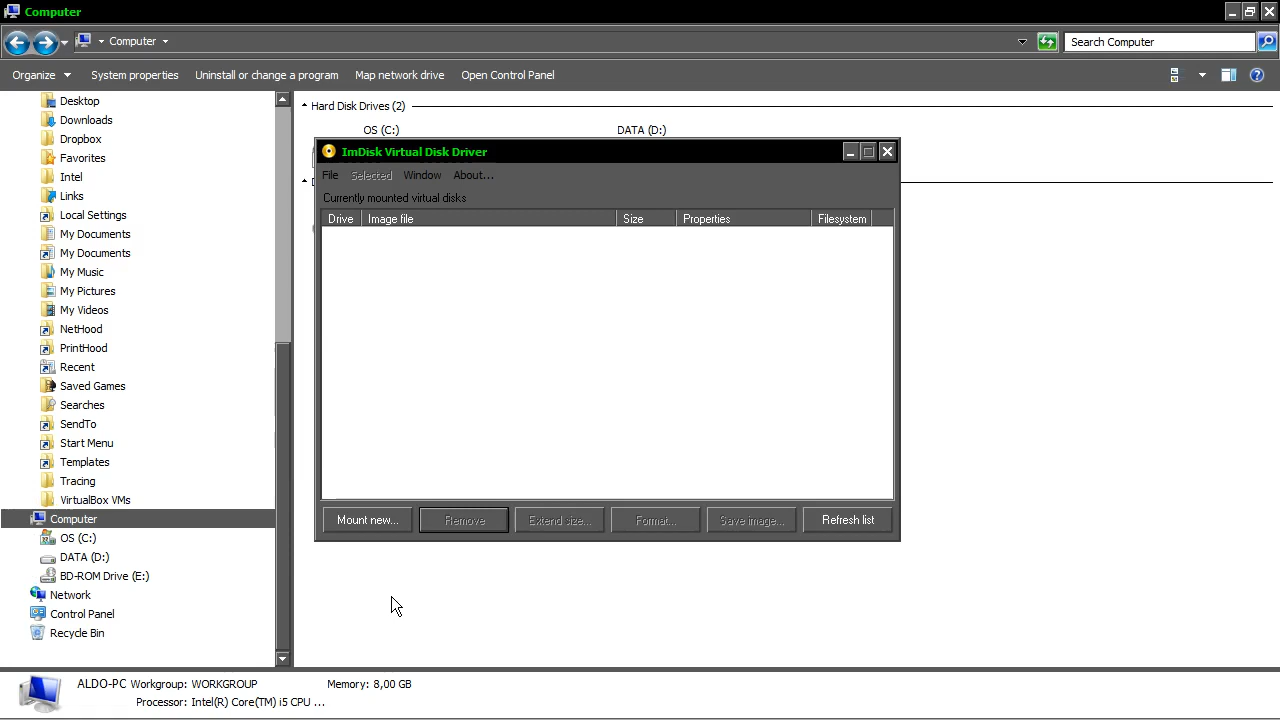 Computer
Computer
Search Computer
Organize
System properties
Uninstall or change a program
Map network drive
Open Control Panel
Desktop
Downloads
Dropbox
Favorites
Intel
Links
Local Settings
My Documents
My Documents
My Music
My Pictures
My Videos
NetHood
PrintHood
Recent
Saved Games
Searches
SendTo
Start Menu
Templates
Tracing
VirtualBox VMs
Computer
OS (C:)
DATA (D:)
BD-ROM Drive (E:)
Network
Control Panel
Recycle Bin
Hard Disk Drives (2)
OS (C:)
DATA (D:)
ImDisk Virtual Disk Driver
File
Selected
Window
About...
Currently mounted virtual disks
Drive
Image file
Size
Properties
Filesystem
Mount new...
Remove
Extend size...
Format...
Save image...
Refresh list
ALDO-PC Workgroup: WORKGROUP
Memory: 8,00 GB
Processor: Intel(R) Core(TM) i5 CPU ...